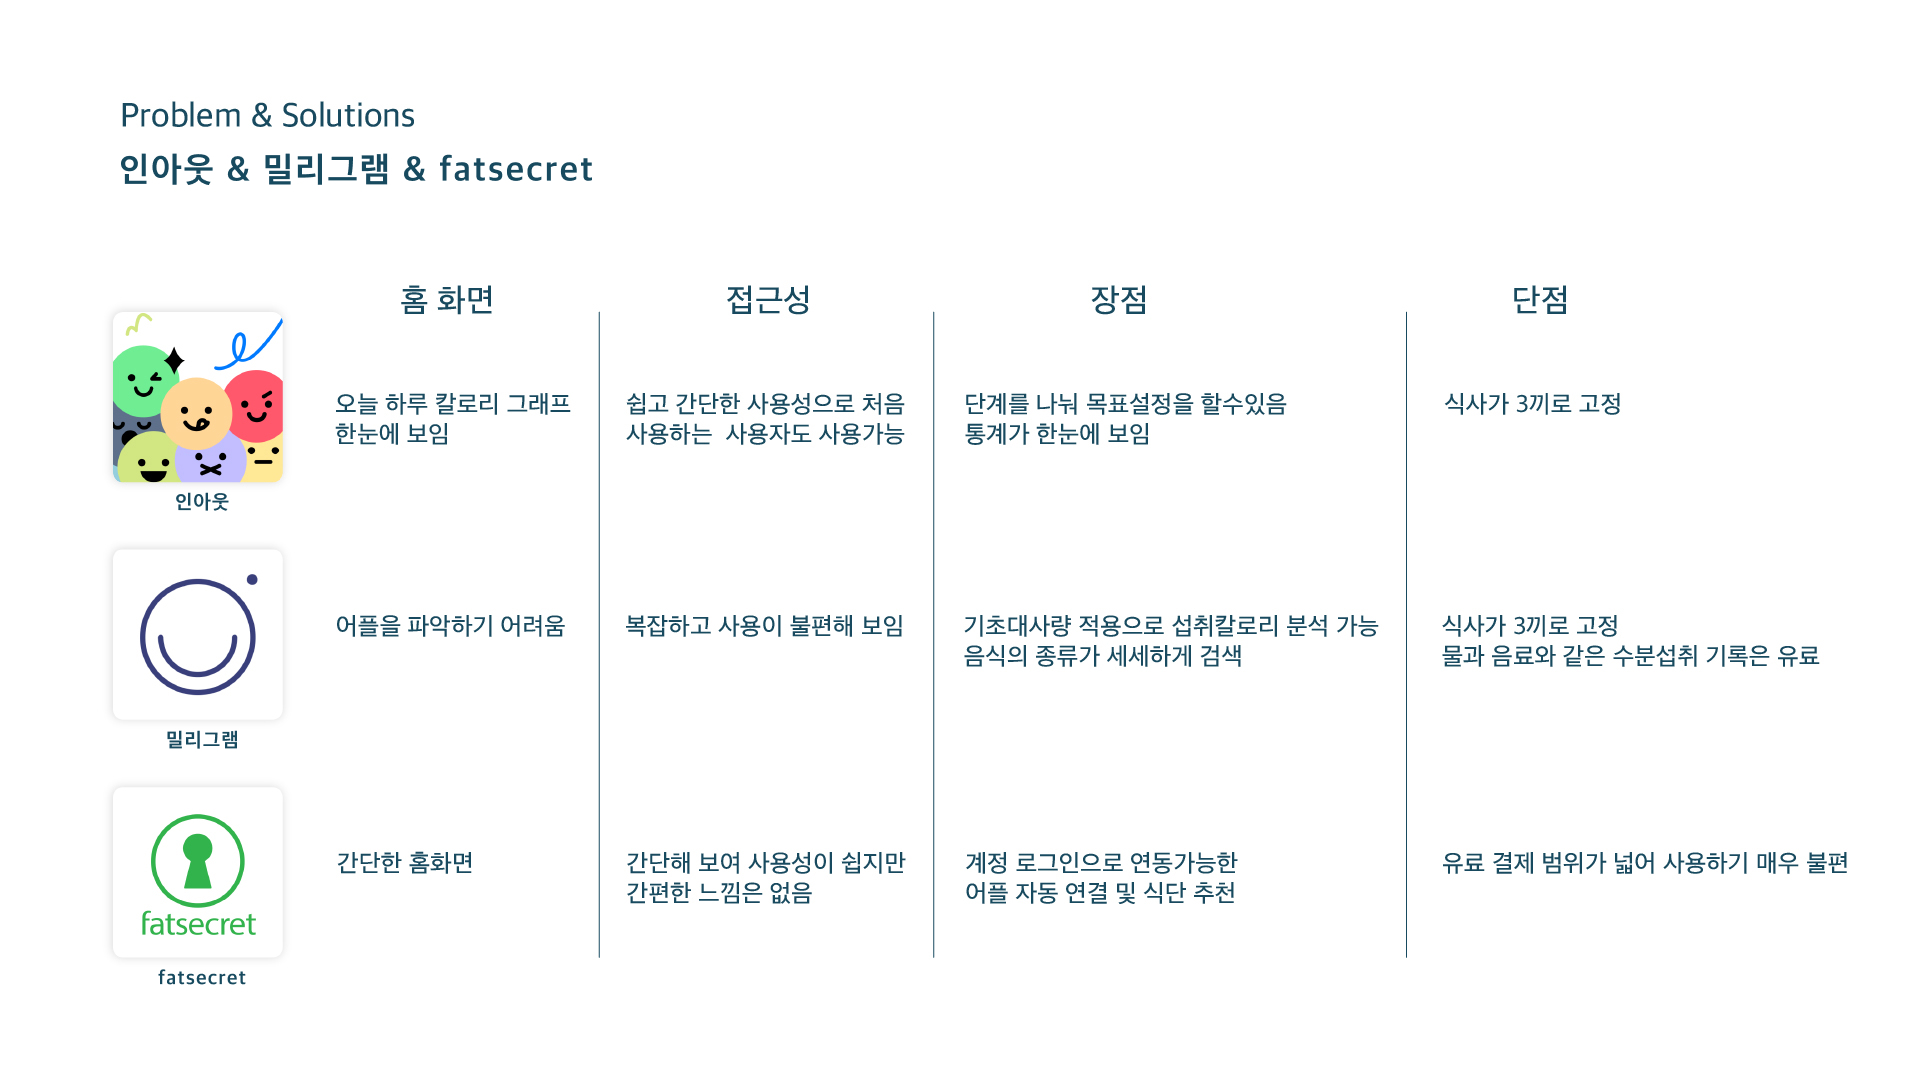 Problem & Solutions
인아웃 & 밀리그램 & fatsecret
홈 화면
접근성
장점
단점
인아웃
오늘 하루 칼로리 그래프
한눈에 보임
쉽고 간단한 사용성으로 처음
사용하는 사용자도 사용가능
단계를 나눠 목표설정을 할수있음
통계가 한눈에 보임
식사가 3끼로 고정
밀리그램
어플을 파악하기 어려움
복잡하고 사용이 불편해 보임
기초대사량 적용으로 섭취칼로리 분석 가능
음식의 종류가 세세하게 검색
식사가 3끼로 고정
물과 음료와 같은 수분섭취 기록은 유료
fatsecret
fatsecret
간단한 홈화면
간단해 보여 사용성이 쉽지만
간편한 느낌은 없음
계정 로그인으로 연동가능한
어플 자동 연결 및 식단 추천
유료 결제 범위가 넓어 사용하기 매우 불편